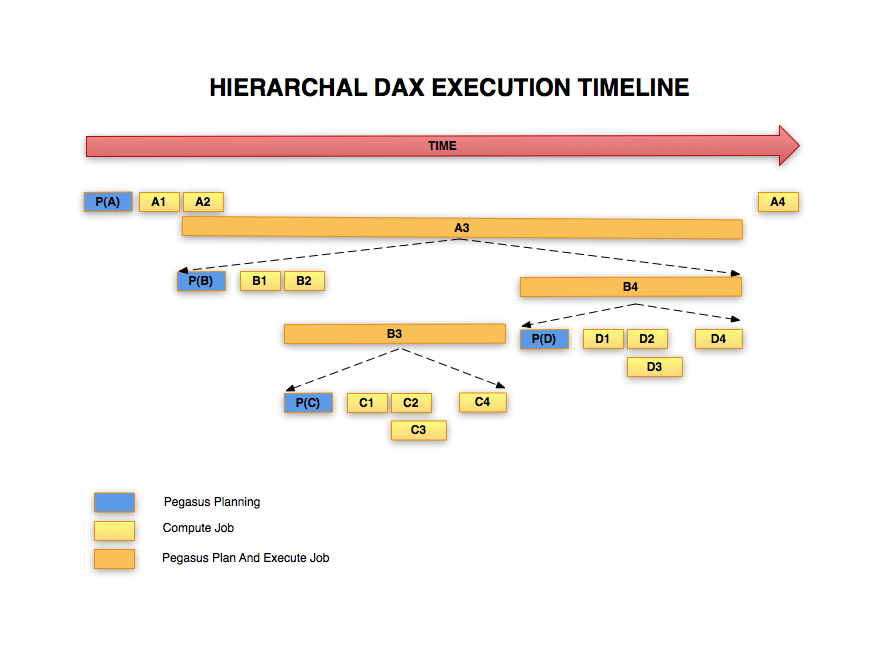 HIERARCHAL DAX EXECUTION TIMELINE
TIME
P(A) A1 A2 A4
A3
P(B) B1 B2 B4
B3 P(D) D1 D2 D4
D3
P(C) C1 C2 C4
C3
Pegasus Planning
Compute Job
Pegasus Plan And Execute Job